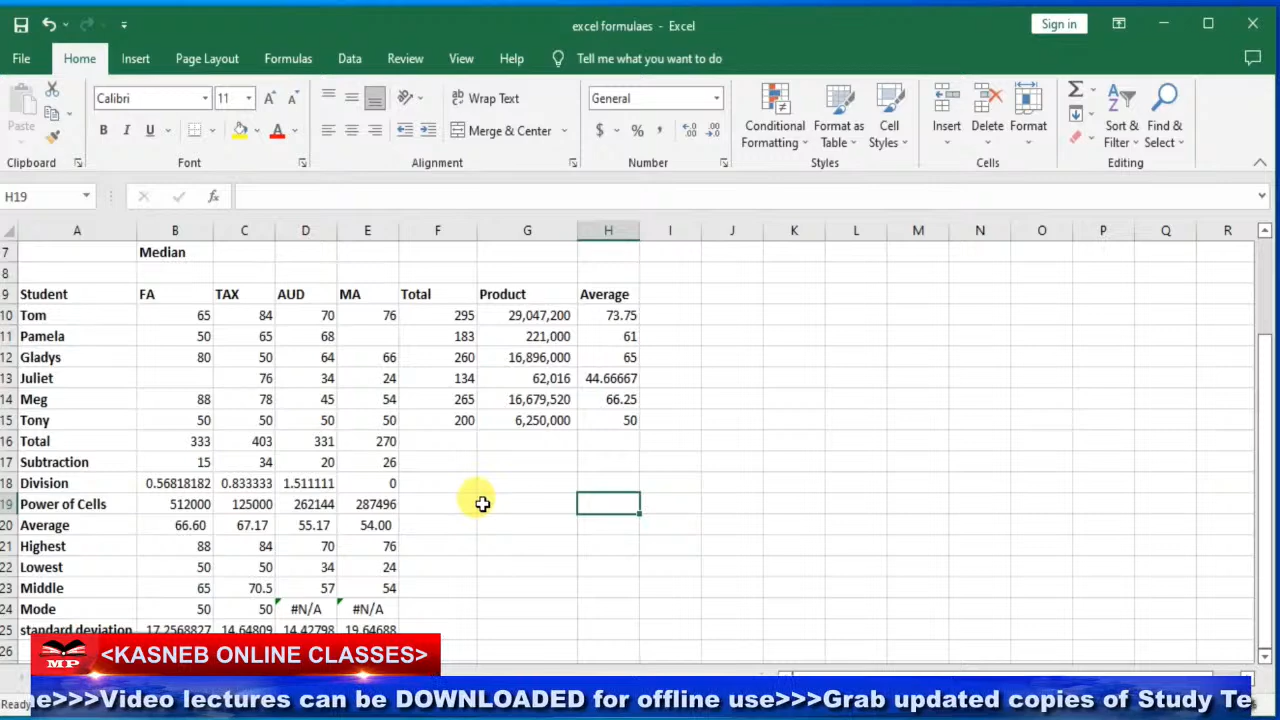 excel formulaes - Excel
Sign in
File Home Insert Page Layout Formulas Data Review View Help Tell me what you want to do
Calibri 11 Wrap Text General
Paste B I U A Merge & Center $ % , Conditional Formatting Format as Table Cell Styles Insert Delete Format Sort & Filter Find & Select
Clipboard Font Alignment Number Styles Cells Editing
H19 fx
A B C D E F G H I J K L M N O P Q R
7 Median
8
9 Student FA TAX AUD MA Total Product Average
10 Tom 65 84 70 76 295 29,047,200 73.75
11 Pamela 50 65 68 183 221,000 61
12 Gladys 80 50 64 66 260 16,896,000 65
13 Juliet 76 34 24 134 62,016 44.66667
14 Meg 88 78 45 54 265 16,679,520 66.25
15 Tony 50 50 50 50 200 6,250,000 50
16 Total 333 403 331 270
17 Subtraction 15 34 20 26
18 Division 0.56818182 0.833333 1.511111 0
19 Power of Cells 512000 125000 262144 287496
20 Average 66.60 67.17 55.17 54.00
21 Highest 88 84 70 76
22 Lowest 50 50 34 24
23 Middle 65 70.5 57 54
24 Mode 50 50 #N/A #N/A
25 standard deviation 17.2568827 14.64809 14.42798 19.64688
26
MP <KASNEB ONLINE CLASSES>
e>>>Video lectures can be DOWNLOADED for offline use>>>Grab updated copies of Study Te
Ready